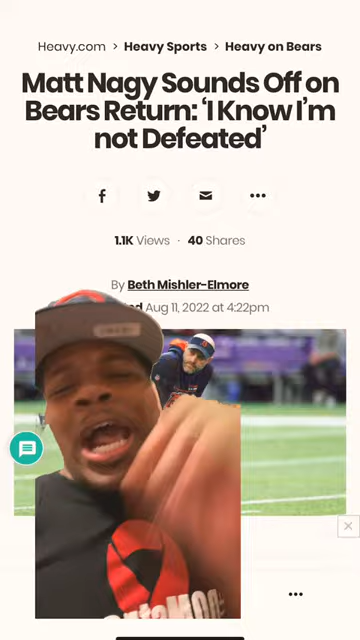 Heavy.com > Heavy Sports > Heavy on Bears
Matt Nagy Sounds Off on
Bears Return: ‘I Know I’m
not Defeated’
1.1K Views · 40 Shares
By Beth Mishler-Elmore
Aug 11, 2022 at 4:22pm